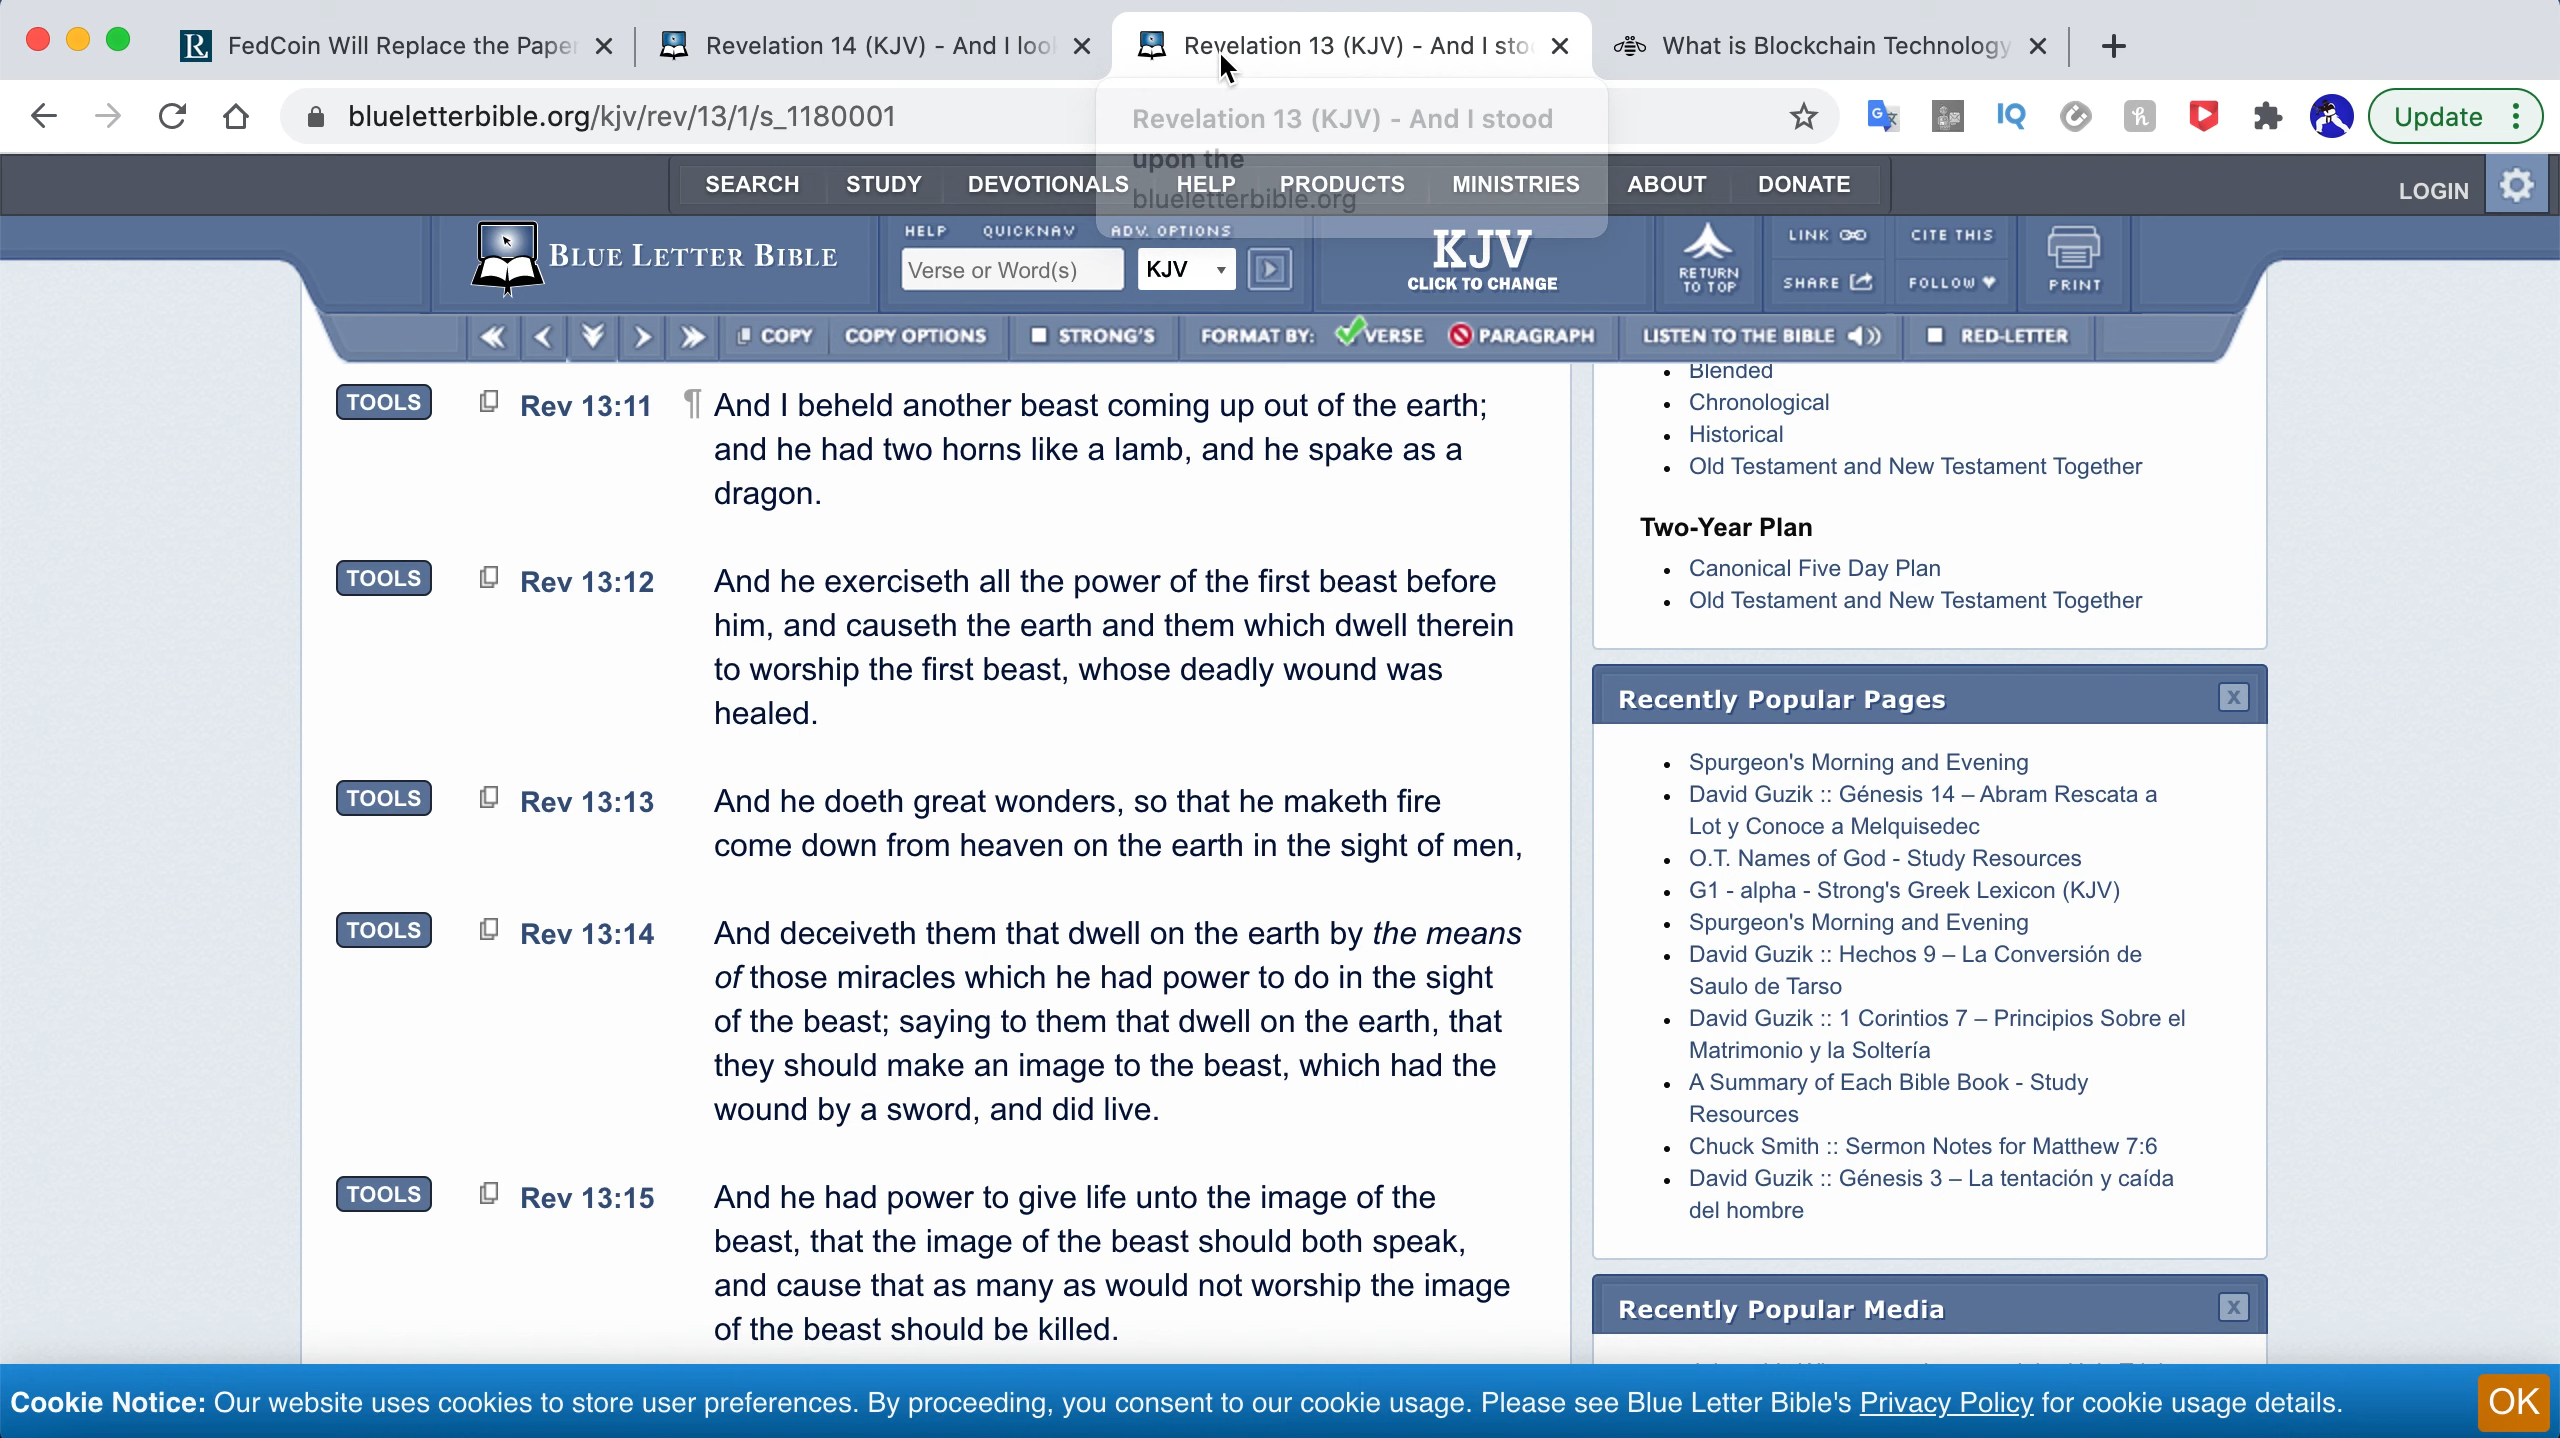 FedCoin Will Replace the Paper
Revelation 14 (KJV) - And I loo
Revelation 13 (KJV) - And I sto
What is Blockchain Technology
blueletterbible.org/kjv/rev/13/1/s_1180001
Update
Revelation 13 (KJV) - And I stood
upon the
blueletterbible.org
SEARCH STUDY DEVOTIONALS HELP PRODUCTS MINISTRIES ABOUT DONATE
LOGIN
HELP QUICKNAV ADV. OPTIONS
BLUE LETTER BIBLE
Verse or Word(s)
KJV
KJV
CLICK TO CHANGE
RETURN
TO TOP
LINK
CITE THIS
SHARE
FOLLOW
PRINT
COPY COPY OPTIONS STRONG'S FORMAT BY: VERSE PARAGRAPH LISTEN TO THE BIBLE RED-LETTER
TOOLS Rev 13:11 ¶ And I beheld another beast coming up out of the earth;
and he had two horns like a lamb, and he spake as a
dragon.
TOOLS Rev 13:12 And he exerciseth all the power of the first beast before
him, and causeth the earth and them which dwell therein
to worship the first beast, whose deadly wound was
healed.
TOOLS Rev 13:13 And he doeth great wonders, so that he maketh fire
come down from heaven on the earth in the sight of men,
TOOLS Rev 13:14 And deceiveth them that dwell on the earth by the means
of those miracles which he had power to do in the sight
of the beast; saying to them that dwell on the earth, that
they should make an image to the beast, which had the
wound by a sword, and did live.
TOOLS Rev 13:15 And he had power to give life unto the image of the
beast, that the image of the beast should both speak,
and cause that as many as would not worship the image
of the beast should be killed.
Blended
Chronological
Historical
Old Testament and New Testament Together
Two-Year Plan
Canonical Five Day Plan
Old Testament and New Testament Together
Recently Popular Pages
X
Spurgeon's Morning and Evening
David Guzik :: Génesis 14 – Abram Rescata a
Lot y Conoce a Melquisedec
O.T. Names of God - Study Resources
G1 - alpha - Strong's Greek Lexicon (KJV)
Spurgeon's Morning and Evening
David Guzik :: Hechos 9 – La Conversión de
Saulo de Tarso
David Guzik :: 1 Corintios 7 – Principios Sobre el
Matrimonio y la Soltería
A Summary of Each Bible Book - Study
Resources
Chuck Smith :: Sermon Notes for Matthew 7:6
David Guzik :: Génesis 3 – La tentación y caída
del hombre
Recently Popular Media
X
Cookie Notice: Our website uses cookies to store user preferences. By proceeding, you consent to our cookie usage. Please see Blue Letter Bible's Privacy Policy for cookie usage details.
OK